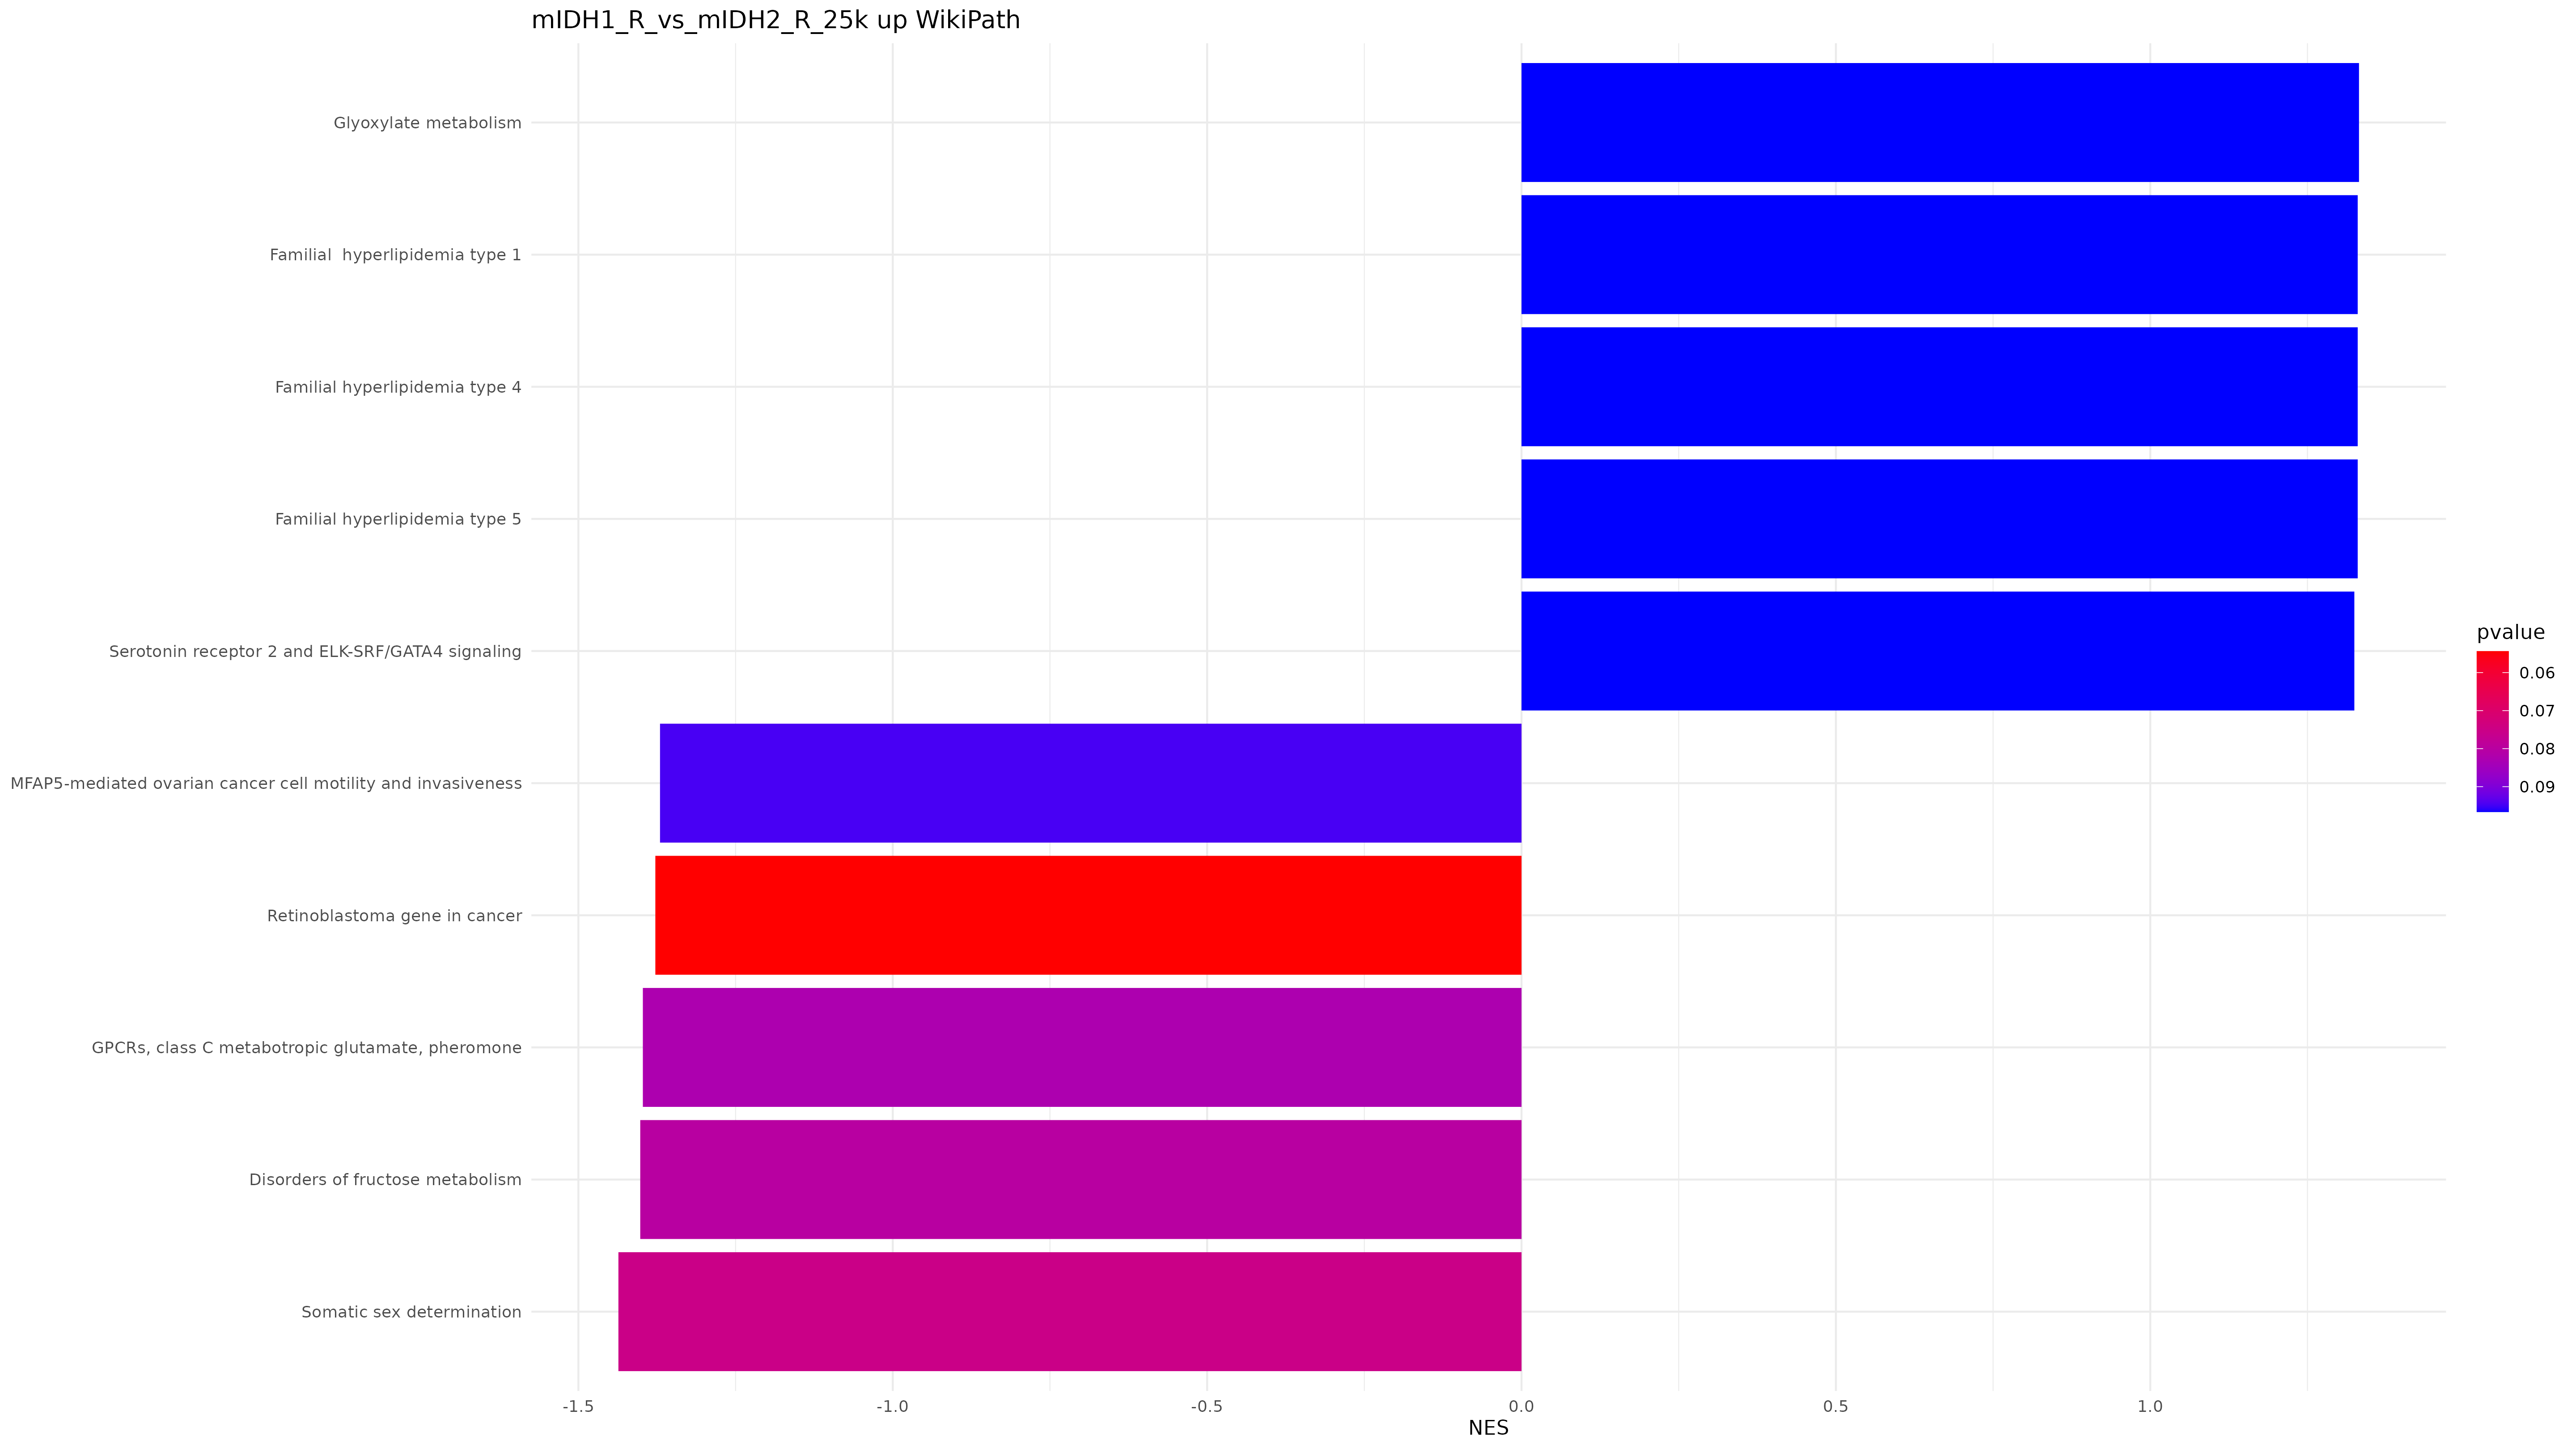 mIDH1_R_vs_mIDH2_R_25k up WikiPath
Glyoxylate metabolism
Familial  hyperlipidemia type 1
Familial hyperlipidemia type 4
Familial hyperlipidemia type 5
Serotonin receptor 2 and ELK-SRF/GATA4 signaling
MFAP5-mediated ovarian cancer cell motility and invasiveness
Retinoblastoma gene in cancer
GPCRs, class C metabotropic glutamate, pheromone
Disorders of fructose metabolism
Somatic sex determination
-1.5 -1.0 -0.5 0.0 0.5 1.0
NES
pvalue
0.06
0.07
0.08
0.09